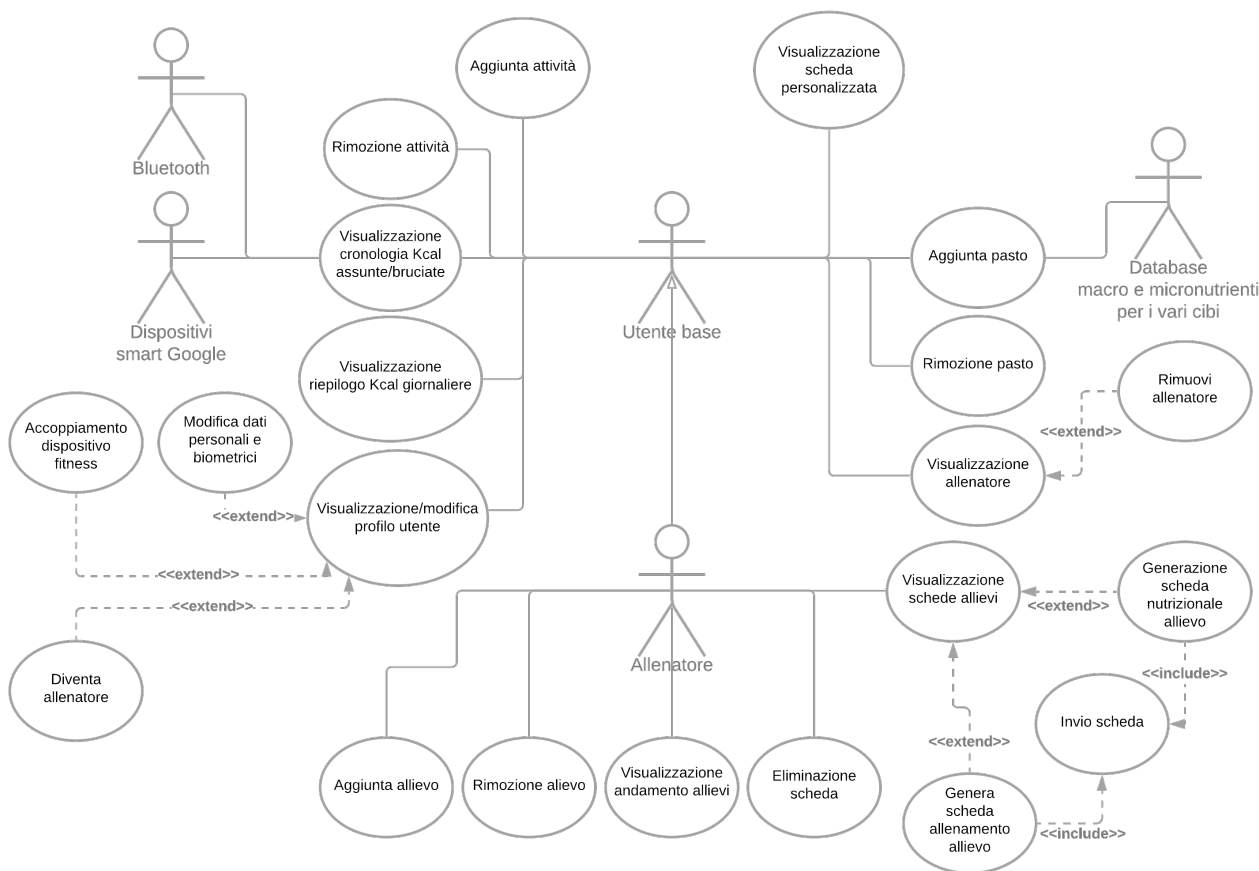 Aggiunta attività
Visualizzazione
scheda
personalizzata
Bluetooth
Rimozione attività
Visualizzazione
cronologia Kcal
assunte/bruciate
Dispositivi
smart Google
Utente base
Aggiunta pasto
Database
macro e micronutrienti
per i vari cibi
Visualizzazione
riepilogo Kcal giornaliere
Rimozione pasto
Rimuovi
allenatore
<<extend>>
Accoppiamento
dispositivo
fitness
Modifica dati
personali e
biometrici
Visualizzazione
allenatore
<<extend>>
Visualizzazione/modifica
profilo utente
<<extend>>
<<extend>>
Diventa
allenatore
Allenatore
Visualizzazione
schede allievi
<<extend>>
Generazione
scheda
nutrizionale
allievo
<<include>>
Invio scheda
<<extend>>
Aggiunta allievo
Rimozione alievo
Visualizzazione
andamento allievi
Eliminazione
scheda
Genera
scheda
allenamento
allievo
<<include>>